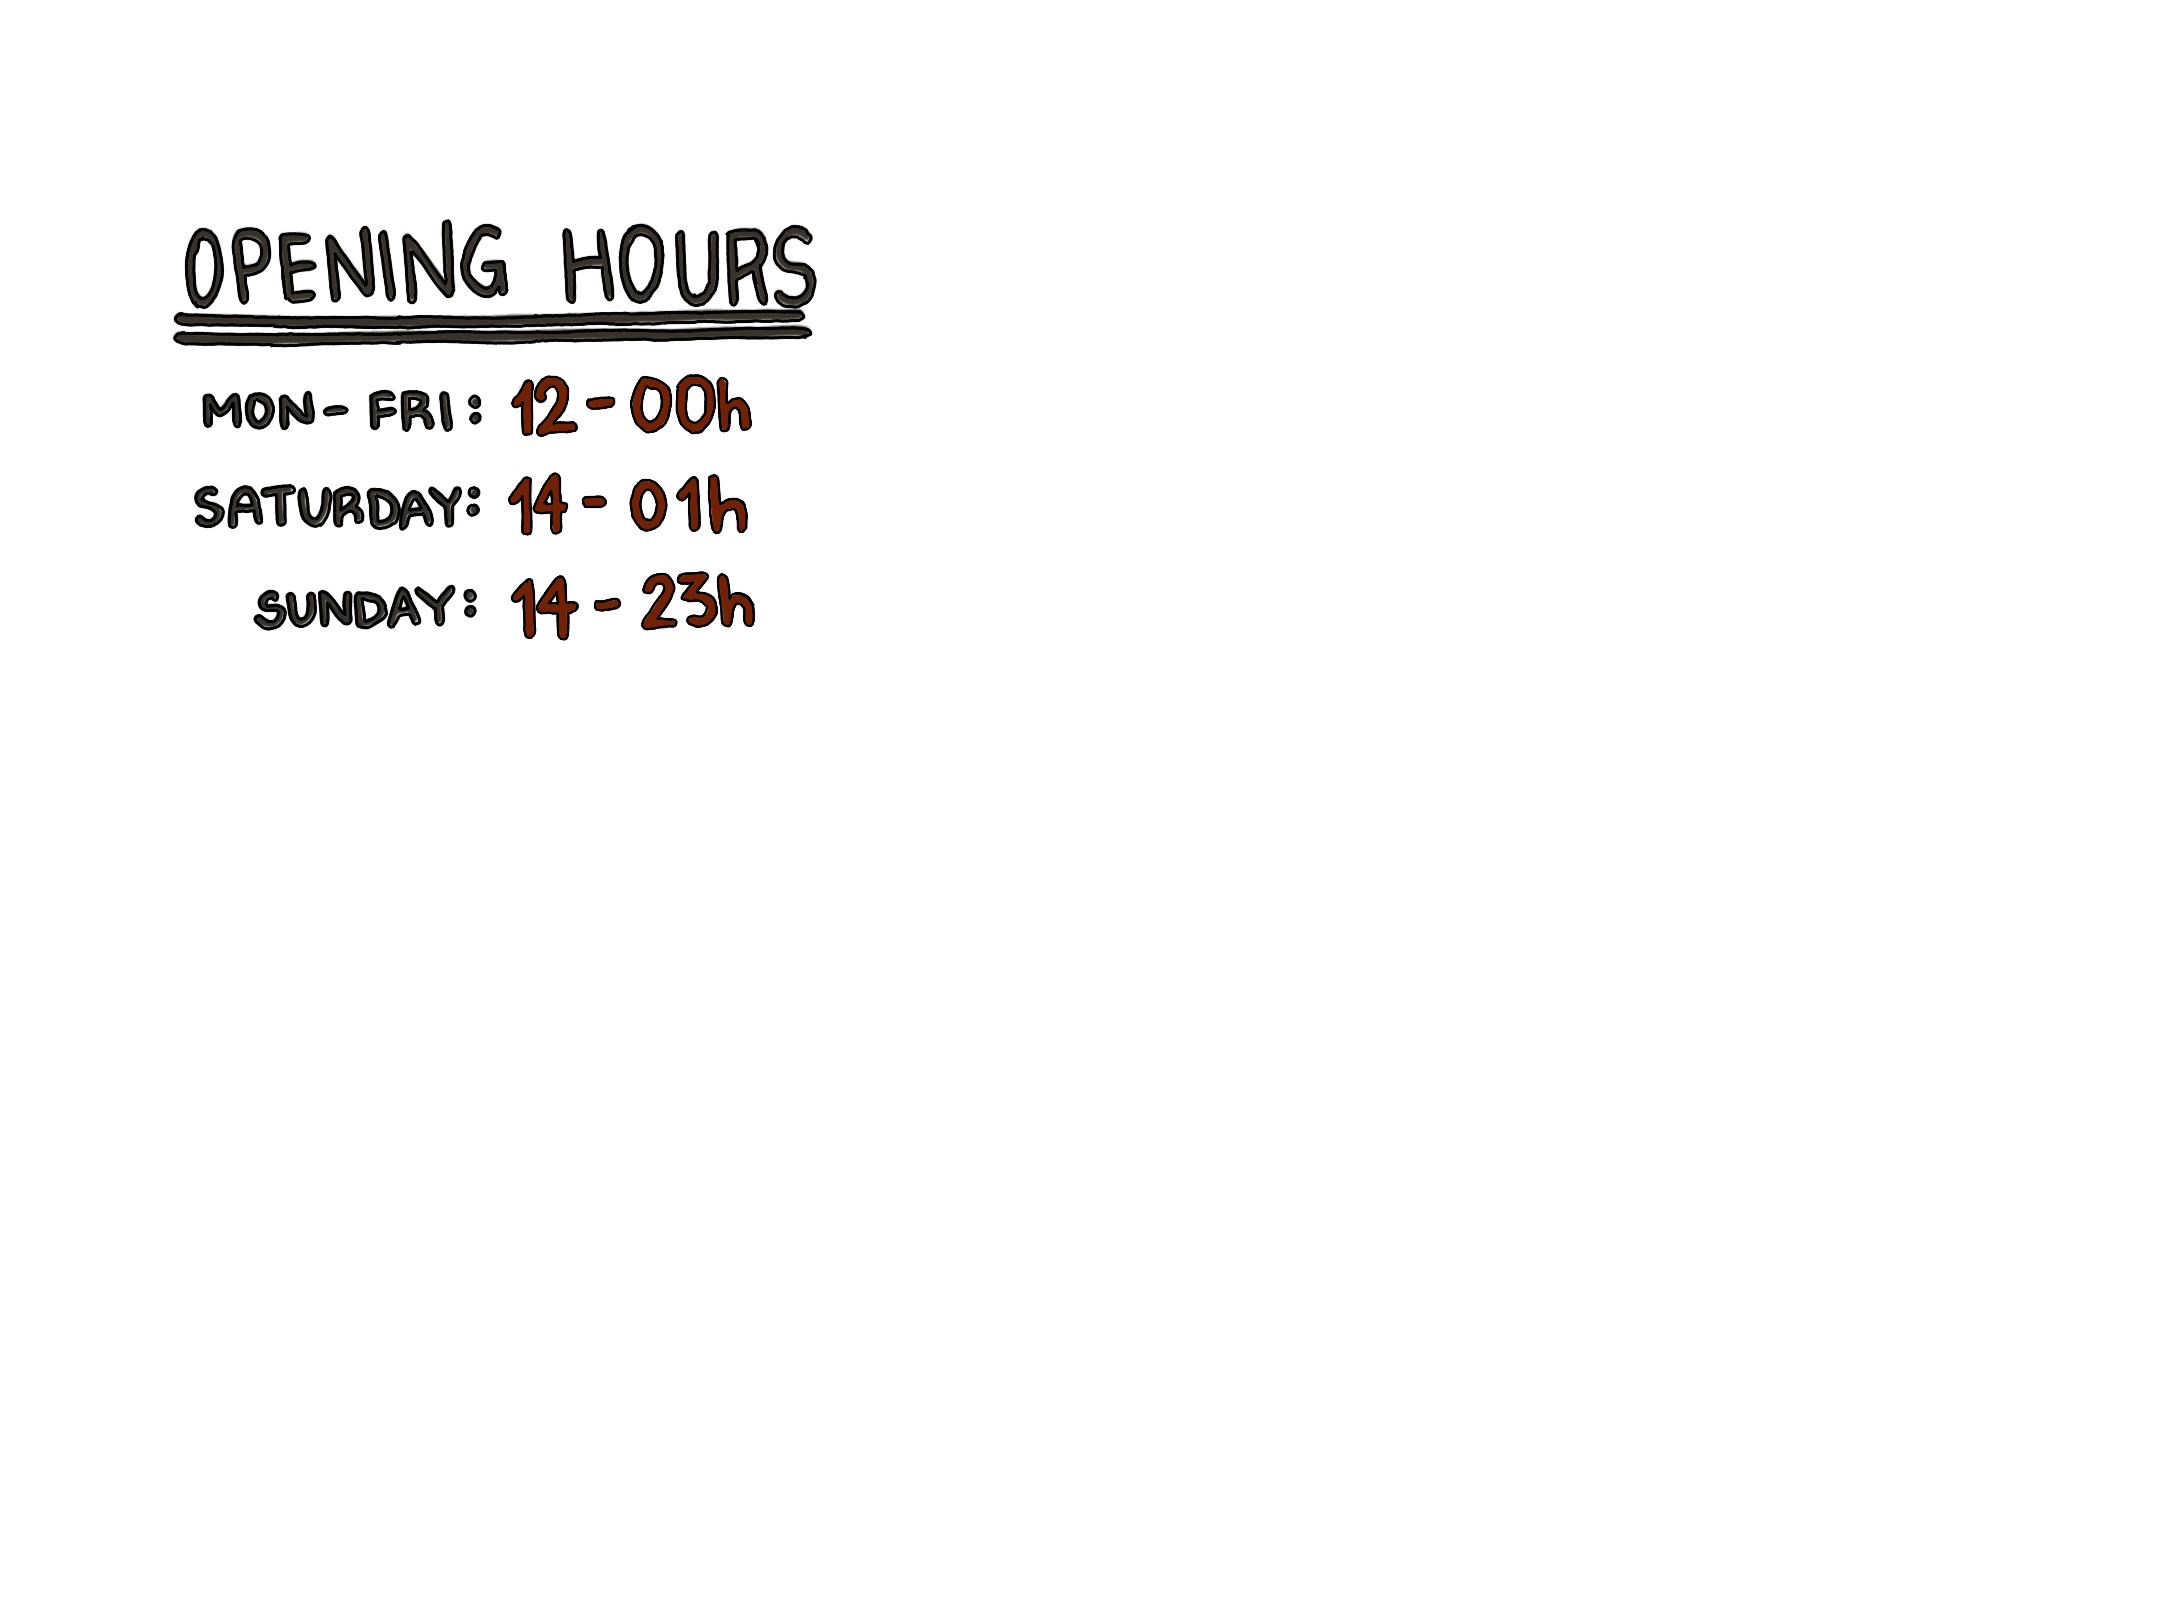 OPENING HOURS
MON- FRI: 12-00h
SATURDAY: 14- 01h
SUNDAY: 14-23h